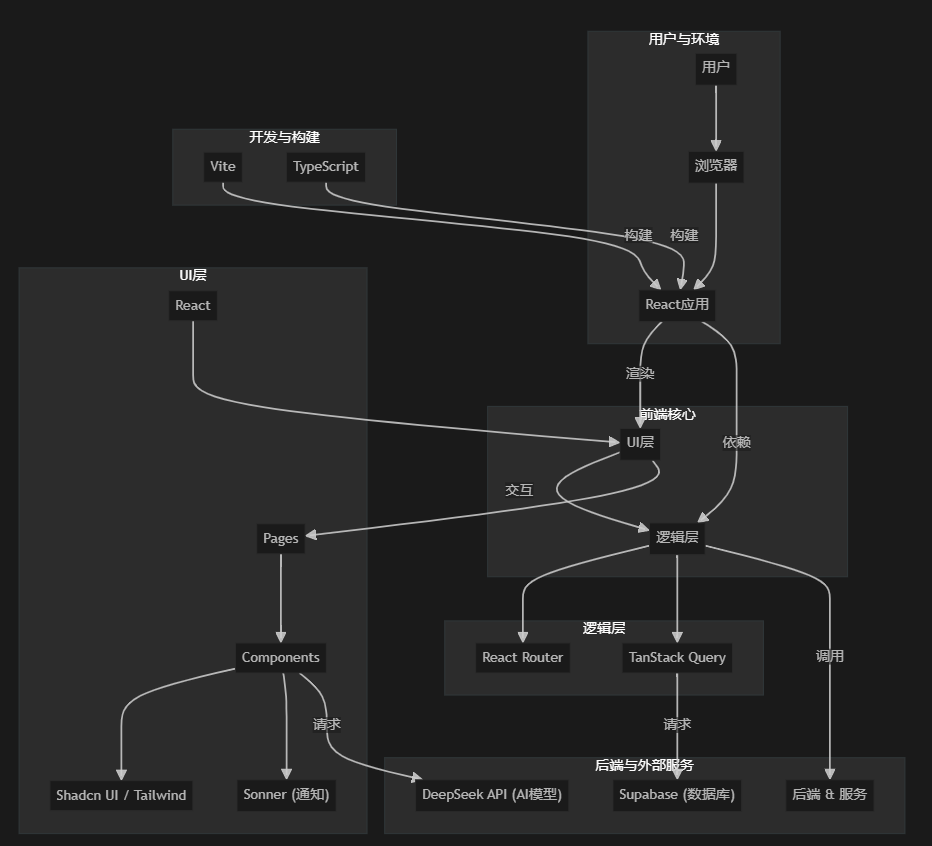 用户与环境
用户
开发与构建
Vite
TypeScript
浏览器
构建
构建
UI层
React
React应用
渲染
前端核心
UI层
依赖
交互
Pages
逻辑层
逻辑层
Components
React Router
TanStack Query
调用
请求
请求
后端与外部服务
Shadcn UI / Tailwind
Sonner (通知)
DeepSeek API (AI模型)
Supabase (数据库)
后端 & 服务